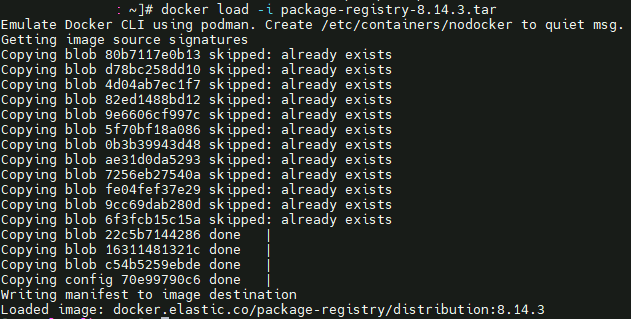 : ~]# docker load -i package-registry-8.14.3.tar
Emulate Docker CLI using podman. Create /etc/containers/nodocker to quiet msg.
Getting image source signatures
Copying blob 80b7117e0b13 skipped: already exists
Copying blob d78bc258dd10 skipped: already exists
Copying blob 4d04ab7ec1f7 skipped: already exists
Copying blob 82ed1488bd12 skipped: already exists
Copying blob 9e6606cf997c skipped: already exists
Copying blob 5f70bf18a086 skipped: already exists
Copying blob 0b3b39943d48 skipped: already exists
Copying blob ae31d0da5293 skipped: already exists
Copying blob 7256eb27540a skipped: already exists
Copying blob fe04fef37e29 skipped: already exists
Copying blob 9cc69dab280d skipped: already exists
Copying blob 6f3fcb15c15a skipped: already exists
Copying blob 22c5b7144286 done   |
Copying blob 16311481321c done   |
Copying blob c54b5259ebde done   |
Copying config 70e99790c6 done   |
Writing manifest to image destination
Loaded image: docker.elastic.co/package-registry/distribution:8.14.3